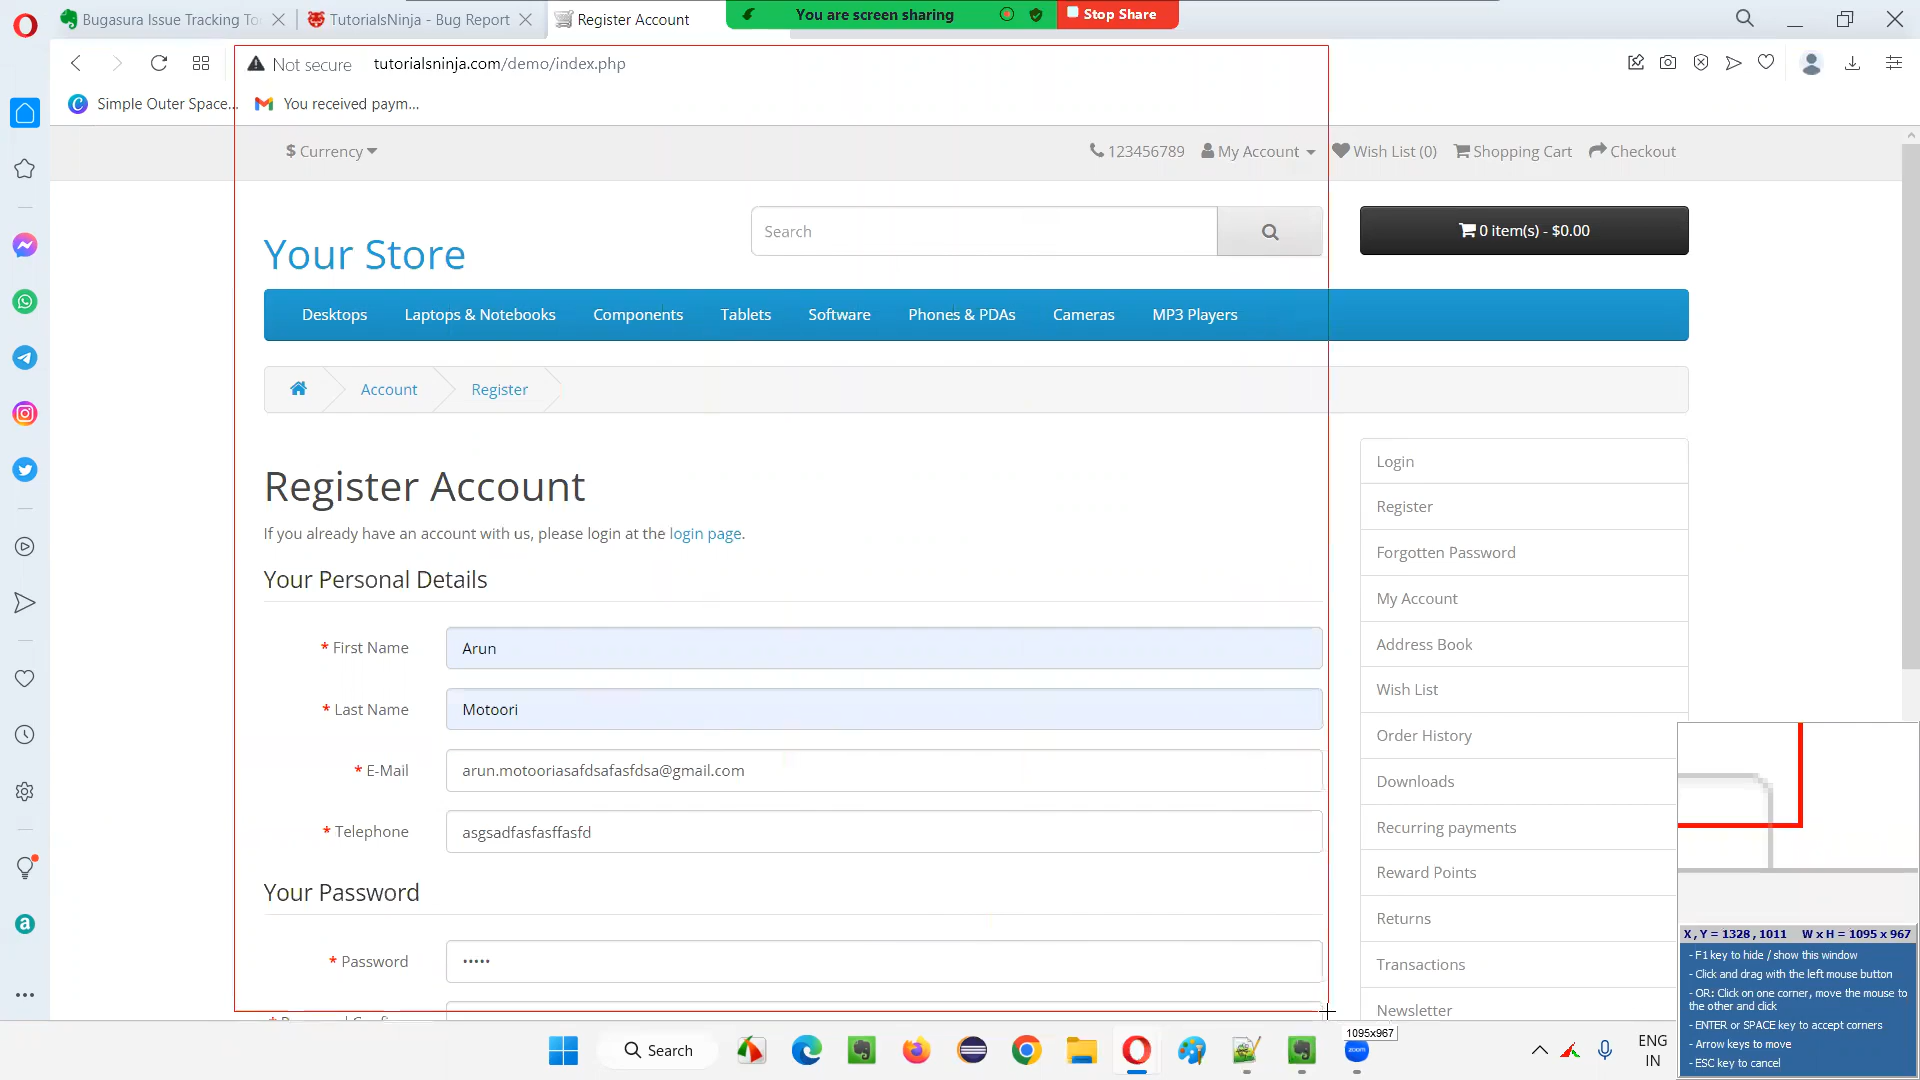 Bugasura Issue Tracking To
TutorialsNinja - Bug Report
Register Account
You are screen sharing
Stop Share
Not secure
tutorialsninja.com/demo/index.php
Simple Outer Space...
You received paym...
$ Currency
123456789
My Account
Wish List (0)
Shopping Cart
Checkout
Your Store
Search
0 item(s) - $0.00
Desktops
Laptops & Notebooks
Components
Tablets
Software
Phones & PDAs
Cameras
MP3 Players
Account
Register
Register Account
If you already have an account with us, please login at the login page.
Your Personal Details
* First Name
Arun
* Last Name
Motoori
* E-Mail
arun.motooriasafdsafasfdsa@gmail.com
* Telephone
asgsadfasfasffasfd
Your Password
* Password
•••••
Login
Register
Forgotten Password
My Account
Address Book
Wish List
Order History
Downloads
Recurring payments
Reward Points
Returns
Transactions
Newsletter
X , Y = 1328 , 1011 W x H = 1095 x 967
- F1 key to hide / show this window
- Click and drag with the left mouse button
- OR: Click on one corner, move the mouse to
the other and click
- ENTER or SPACE key to accept corners
- Arrow keys to move
- ESC key to cancel
1095x967
Search
zoom
ENG
IN